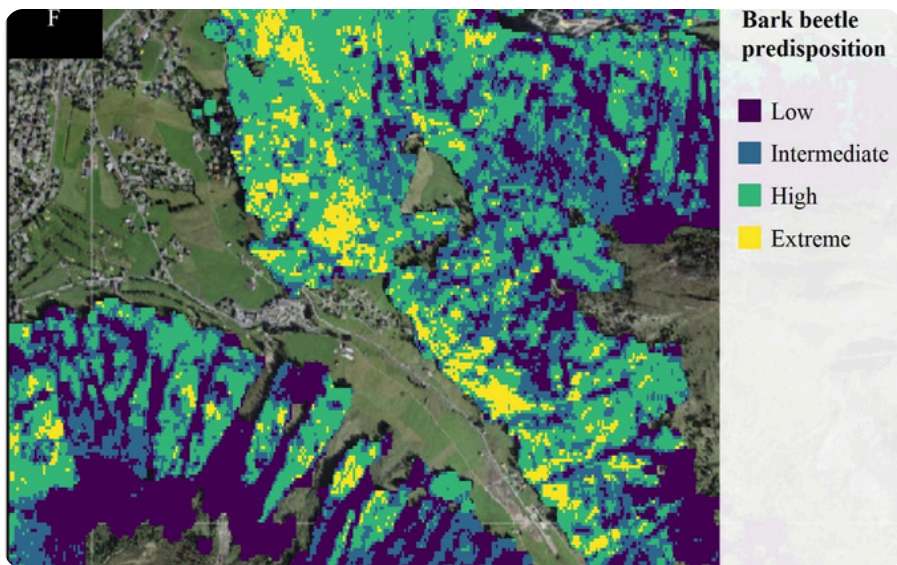 F
Bark beetle
predisposition
Low
Intermediate
High
Extreme